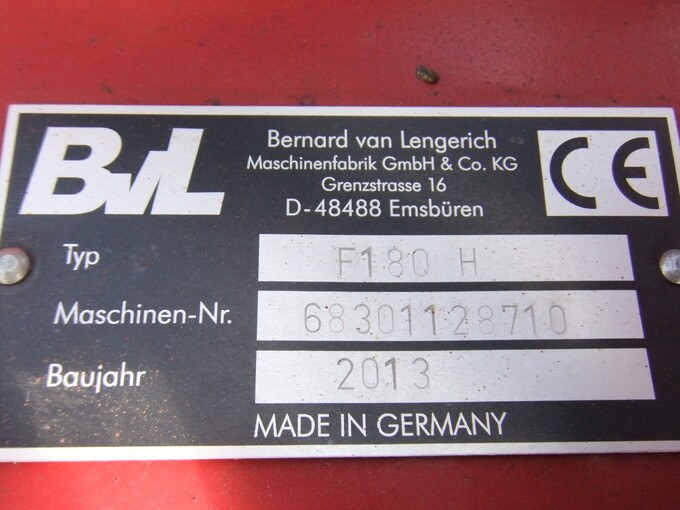 BvL
Bernard van Lengerich
Maschinenfabrik GmbH & Co. KG
Grenzstrasse 16
D-48488 Emsbüren
CE
Typ F180 H
Maschinen-Nr. 68301128710
Baujahr 2013
MADE IN GERMANY